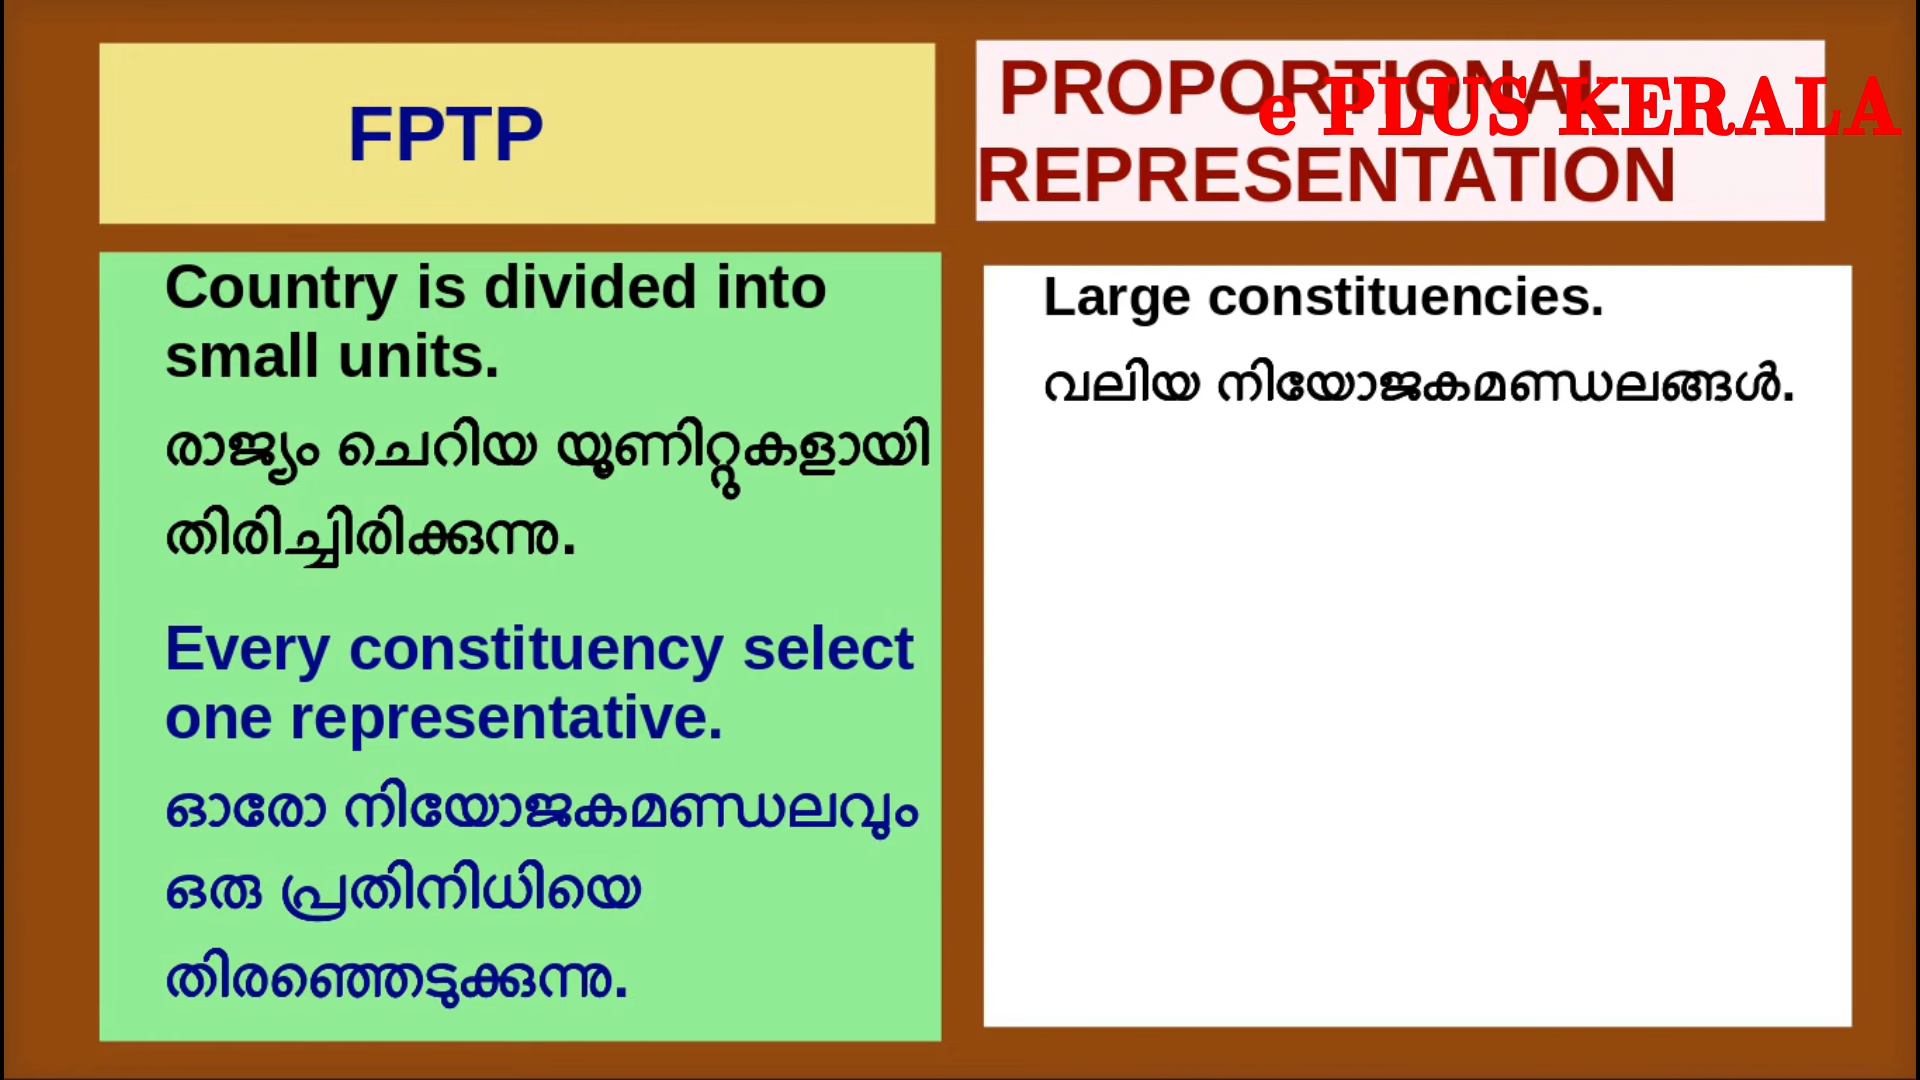 FPTP
PROPORTIONAL
REPRESENTATION
e PLUS KERALA
Country is divided into
small units.
രാജ്യം ചെറിയ യൂണിറ്റുകളായി
തിരിച്ചിരിക്കുന്നു.
Every constituency select
one representative.
ഓരോ നിയോജകമണ്ഡലവും
ഒരു പ്രതിനിധിയെ
തിരഞ്ഞെടുക്കുന്നു.
Large constituencies.
വലിയ നിയോജകമണ്ഡലങ്ങൾ.